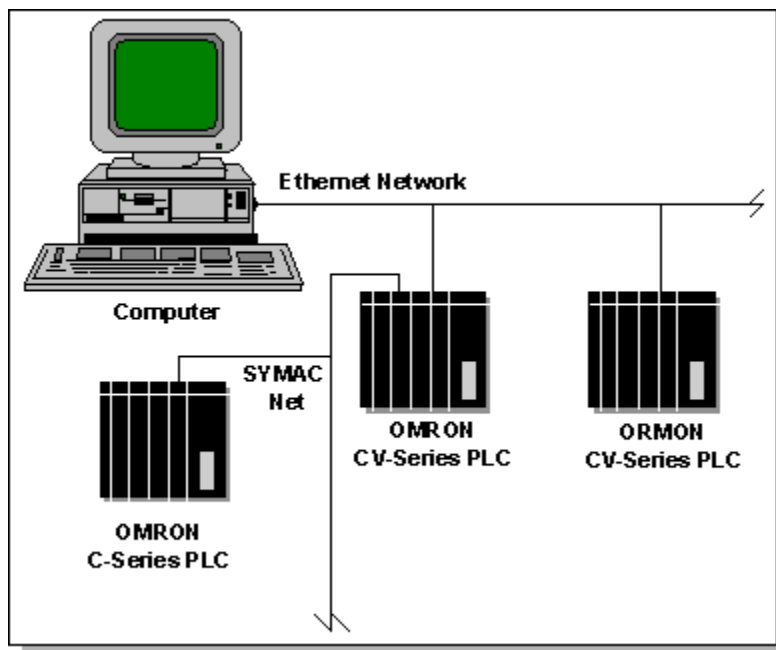 Ethernet Network
Computer
SYMAC
Net
OMRON
CV-Series PLC
ORMON
CV-Series PLC
OMRON
C-Series PLC